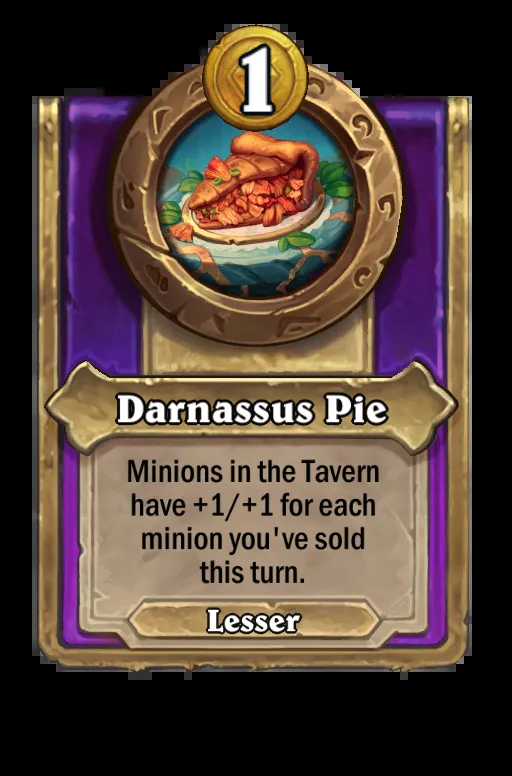 1
Darnassus Pie
Minions in the Tavern
have +1/+1 for each
minion you've sold
this turn.
Lesser